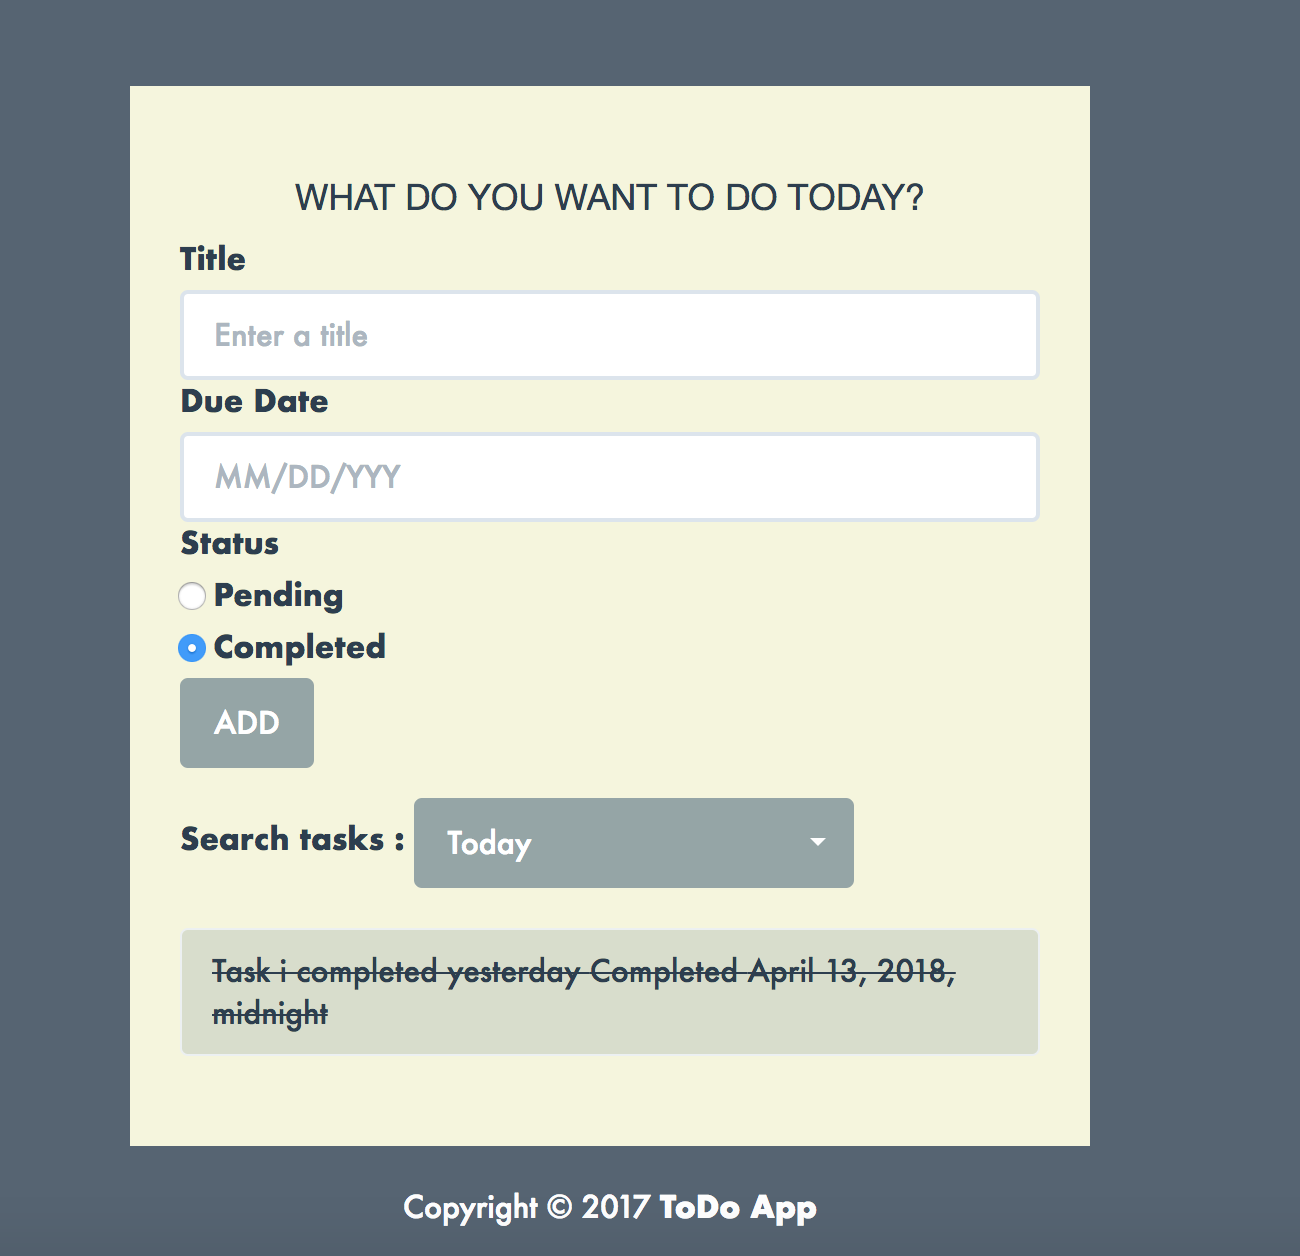 WHAT DO YOU WANT TO DO TODAY?
Title
Enter a title
Due Date
MM/DD/YYY
Status
Pending
Completed
ADD
Search tasks : Today
Task i completed yesterday Completed April 13, 2018,
midnight
Copyright © 2017 ToDo App